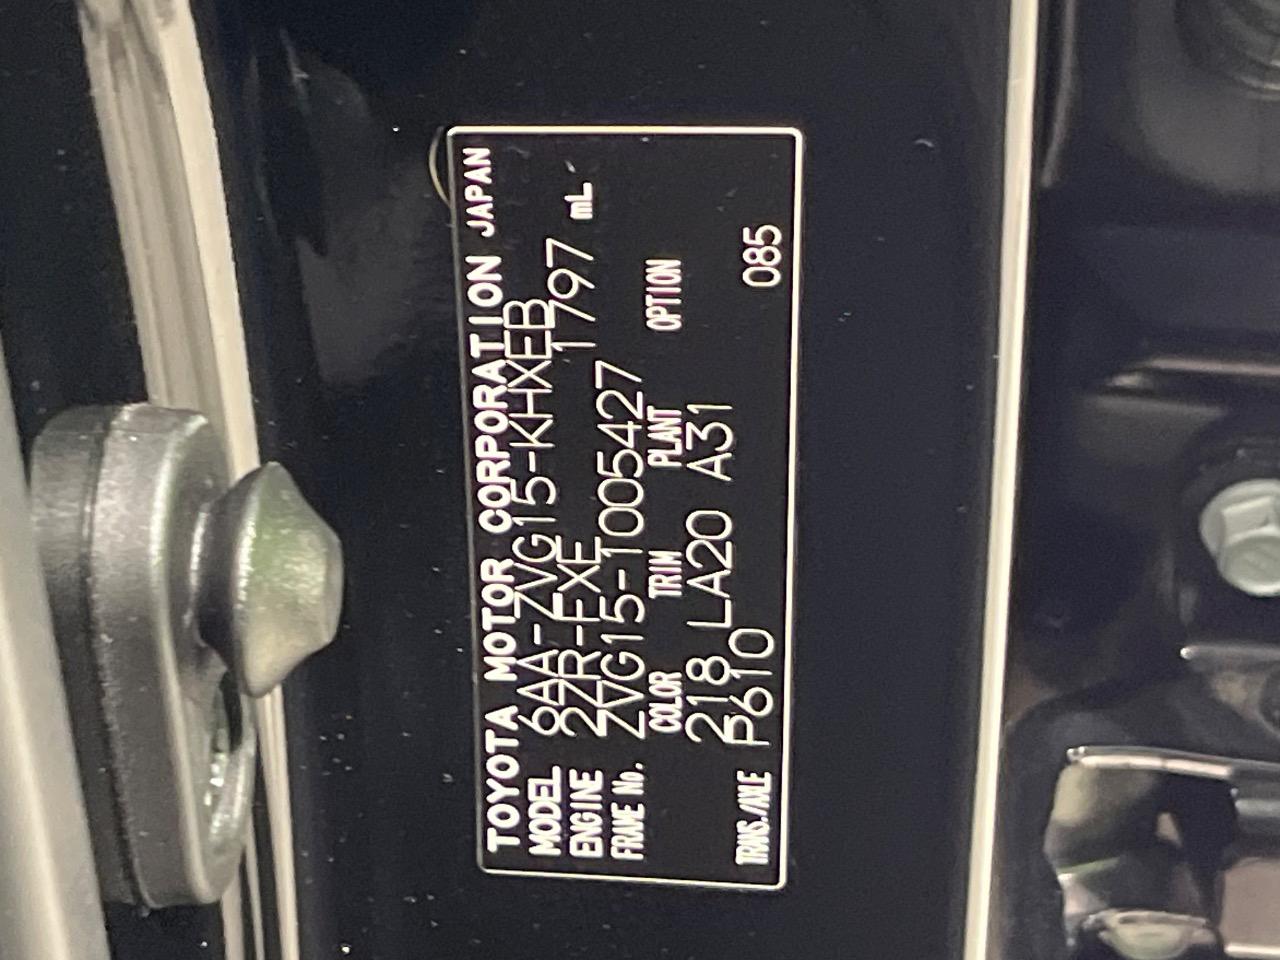 TOYOTA MOTOR CORPORATION JAPAN
MODEL 6AA-ZVG15-KHXEB
ENGINE 2ZR-FXE 1797 mL
FRAME No. ZVG15-1005427
COLOR TRIM PLANT OPTION
218 LA20 A31
TRANS./AXLE P610 085